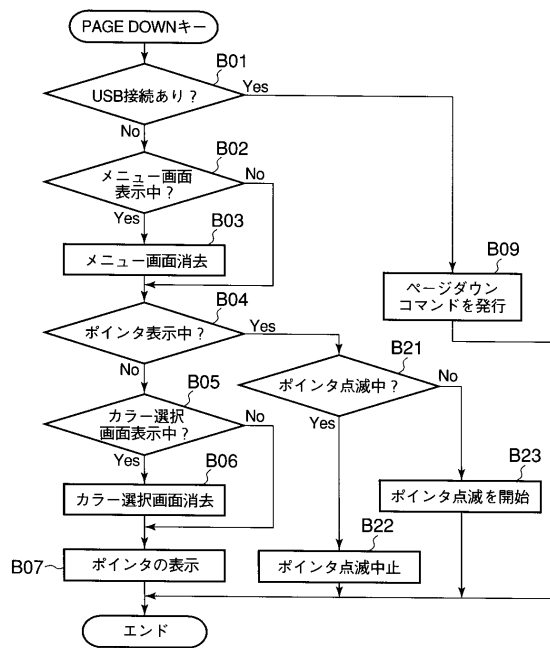 PAGE DOWNキー
B01
USB接続あり？
Yes
No
B02
メニュー画面
表示中？
No
Yes
B03
メニュー画面消去
B09
ページダウン
コマンドを発行
B04
ポインタ表示中？
Yes
No
B21
ポインタ点滅中？
No
Yes
B05
カラー選択
画面表示中？
No
Yes
B06
カラー選択画面消去
B23
ポインタ点滅を開始
B22
ポインタ点滅中止
B07
ポインタの表示
エンド